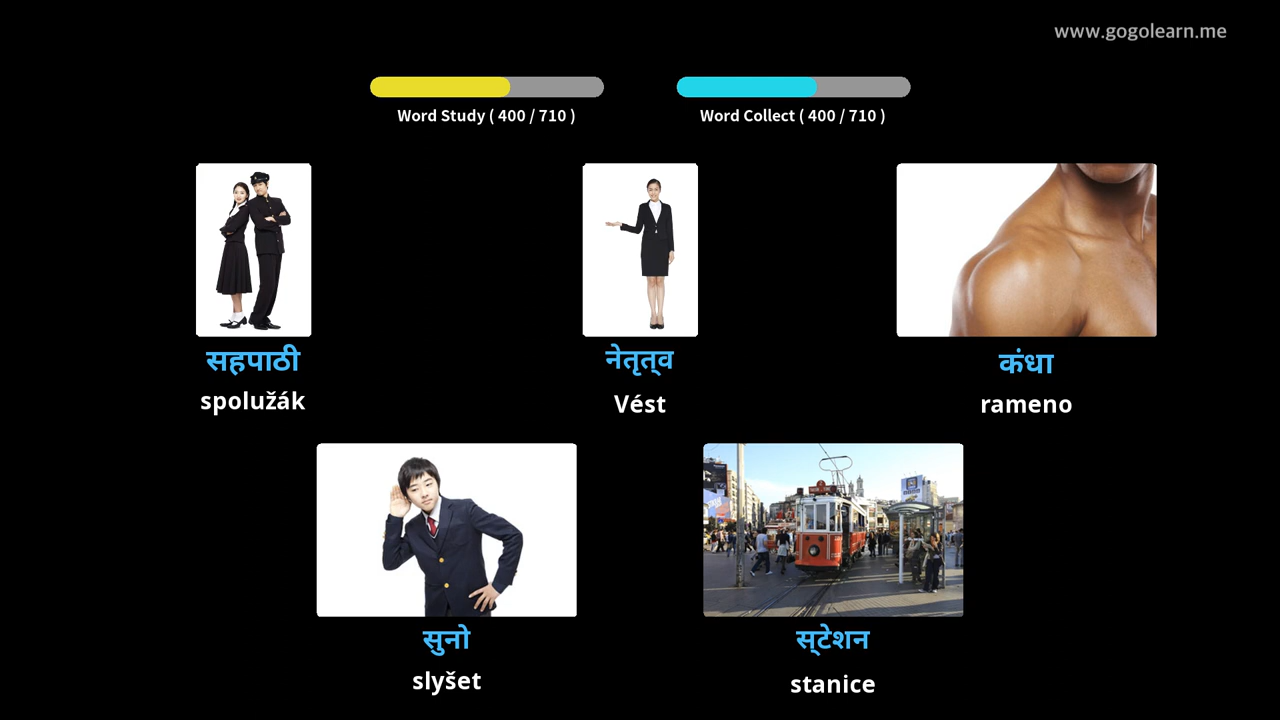 www.gogolearn.me
Word Study ( 400 / 710 )
Word Collect ( 400 / 710 )
सहपाठी
spolužák
नेतृत्व
Vést
कंधा
rameno
सुनो
slyšet
स्टेशन
stanice